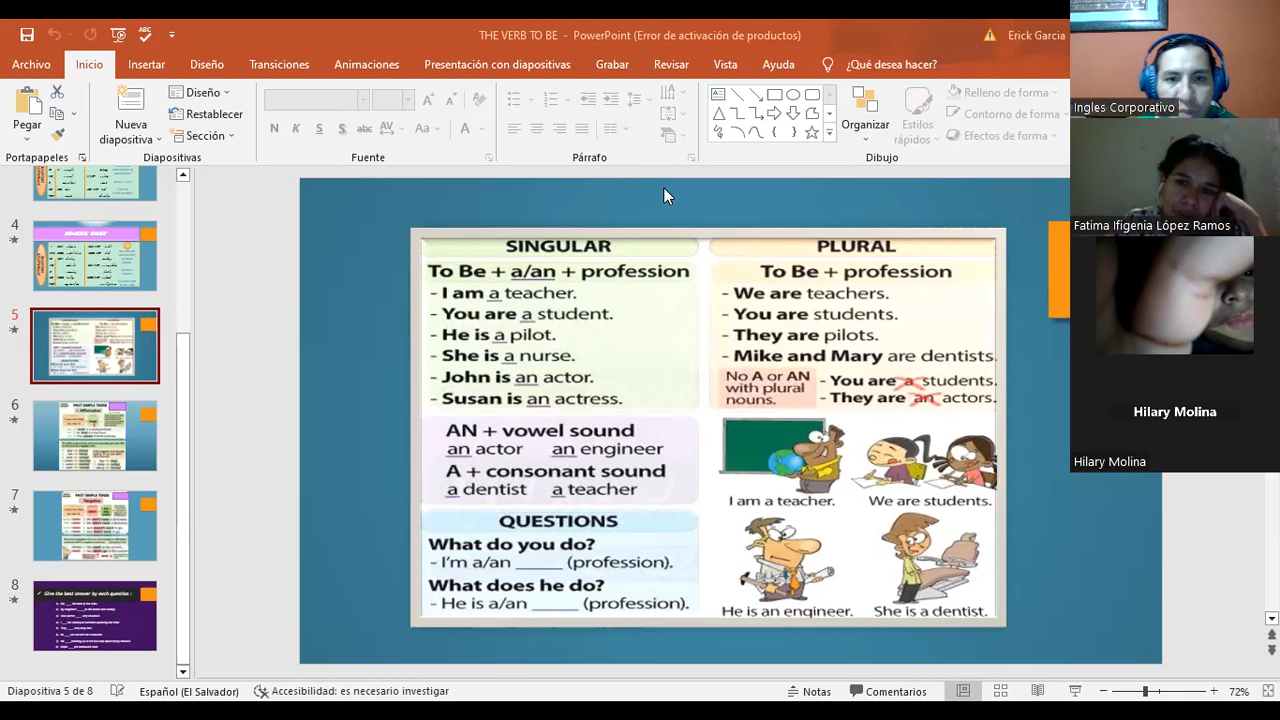 THE VERB TO BE - PowerPoint (Error de activación de productos)
Erick Garcia
Archivo
Inicio
Insertar
Diseño
Transiciones
Animaciones
Presentación con diapositivas
Grabar
Revisar
Vista
Ayuda
¿Qué desea hacer?
Pegar
Nueva
diapositiva
Diseño
Restablecer
Sección
Organizar
Estilos
rápidos
Relleno de forma
Contorno de forma
Efectos de forma
Portapapeles
Diapositivas
Fuente
Párrafo
Dibujo
Ingles Corporativo
Fatima Ifigenia López Ramos
Hilary Molina
Hilary Molina
4
5
6
7
8
SINGULAR
To Be + a/an + profession
- I am a teacher.
- You are a student.
- He is a pilot.
- She is a nurse.
- John is an actor.
- Susan is an actress.
AN + vowel sound
an actor an engineer
A + consonant sound
a dentist a teacher
QUESTIONS
What do you do?
- I'm a/an _____ (profession).
What does he do?
- He is a/an _____ (profession).
PLURAL
To Be + profession
- We are teachers.
- You are students.
- They are pilots.
- Mike and Mary are dentists.
No A or AN
with plural
nouns.
- You are a students.
- They are an actors.
I am a teacher.
We are students.
He is an engineer.
She is a dentist.
Diapositiva 5 de 8
Español (El Salvador)
Accesibilidad: es necesario investigar
Notas
Comentarios
72%